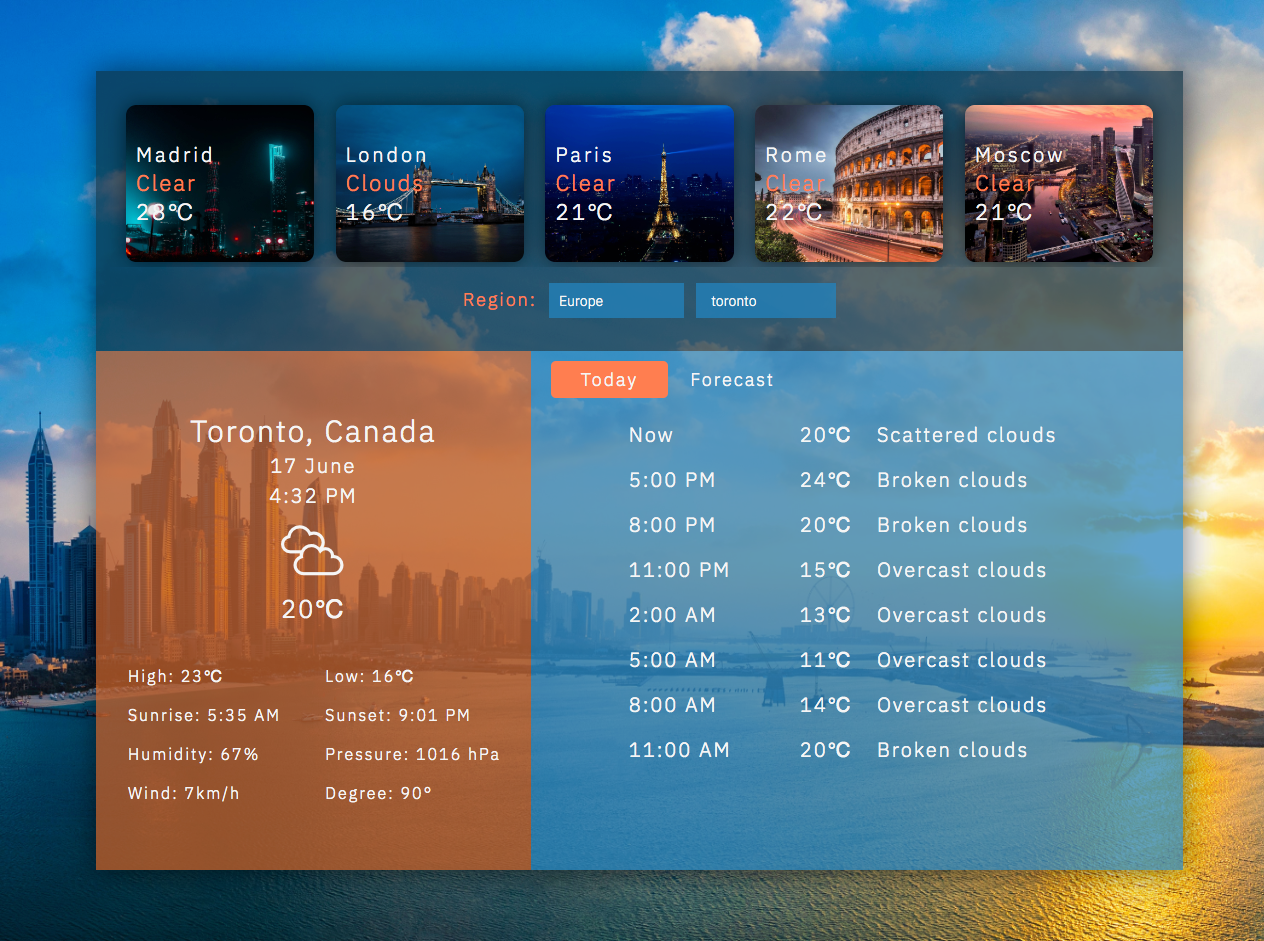 Madrid
Clear
23°C
London
Clouds
16°C
Paris
Clear
21°C
Rome
Clear
22°C
Moscow
Clear
21°C
Region: Europe toronto
Toronto, Canada
17 June
4:32 PM
20°C
High: 23°C Low: 16°C
Sunrise: 5:35 AM Sunset: 9:01 PM
Humidity: 67% Pressure: 1016 hPa
Wind: 7km/h Degree: 90°
Today Forecast
Now 20°C Scattered clouds
5:00 PM 24°C Broken clouds
8:00 PM 20°C Broken clouds
11:00 PM 15°C Overcast clouds
2:00 AM 13°C Overcast clouds
5:00 AM 11°C Overcast clouds
8:00 AM 14°C Overcast clouds
11:00 AM 20°C Broken clouds